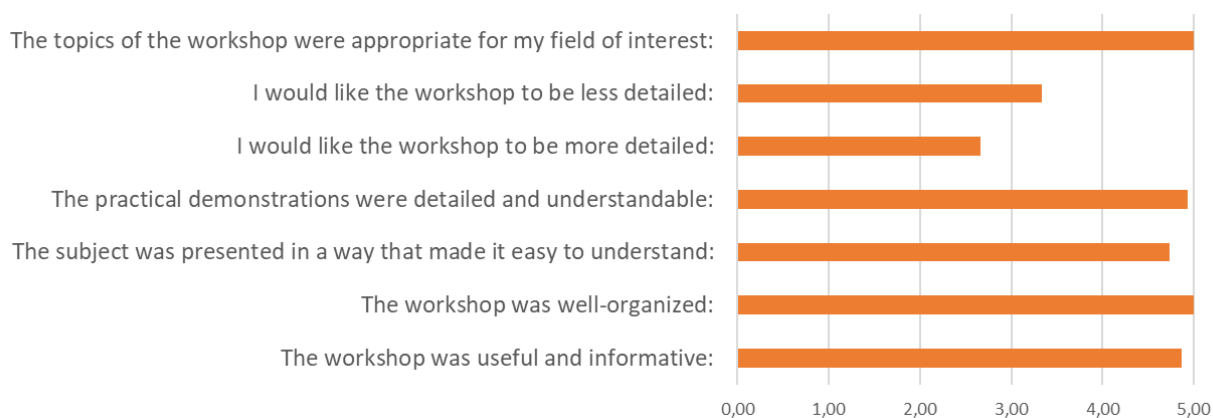 The topics of the workshop were appropriate for my field of interest:
I would like the workshop to be less detailed:
I would like the workshop to be more detailed:
The practical demonstrations were detailed and understandable:
The subject was presented in a way that made it easy to understand:
The workshop was well-organized:
The workshop was useful and informative:
0,00 1,00 2,00 3,00 4,00 5,00